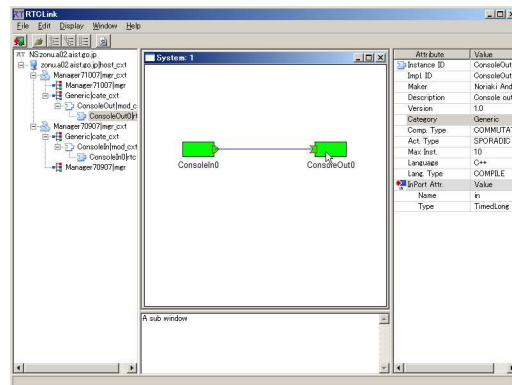 RTCLink
File Edit Display Window Help
RT NS:zonu.a02.aist.go.jp
zonu.a02.aist.go.jp|host_cxt
Manager71007|mgr_cxt
Manager71007|mgr
Generic|cate_cxt
ConsoleOut|mod_c
ConsoleOut0|rt
Manager70907|mgr_cxt
Generic|cate_cxt
ConsoleIn|mod_cxt
ConsoleIn0|rtc
Manager70907|mgr
System: 1
ConsoleIn0 ConsoleOut0
A sub window
Attribute Value
Instance ID ConsoleOut
Impl. ID ConsoleOut
Maker Noriaki And
Description Console out
Version 1.0
Category Generic
Comp. Type COMMUTAT
Act. Type SPORADIC
Max Inst. 10
Language C++
Lang. Type COMPILE
InPort Attr. Value
Name in
Type TimedLong